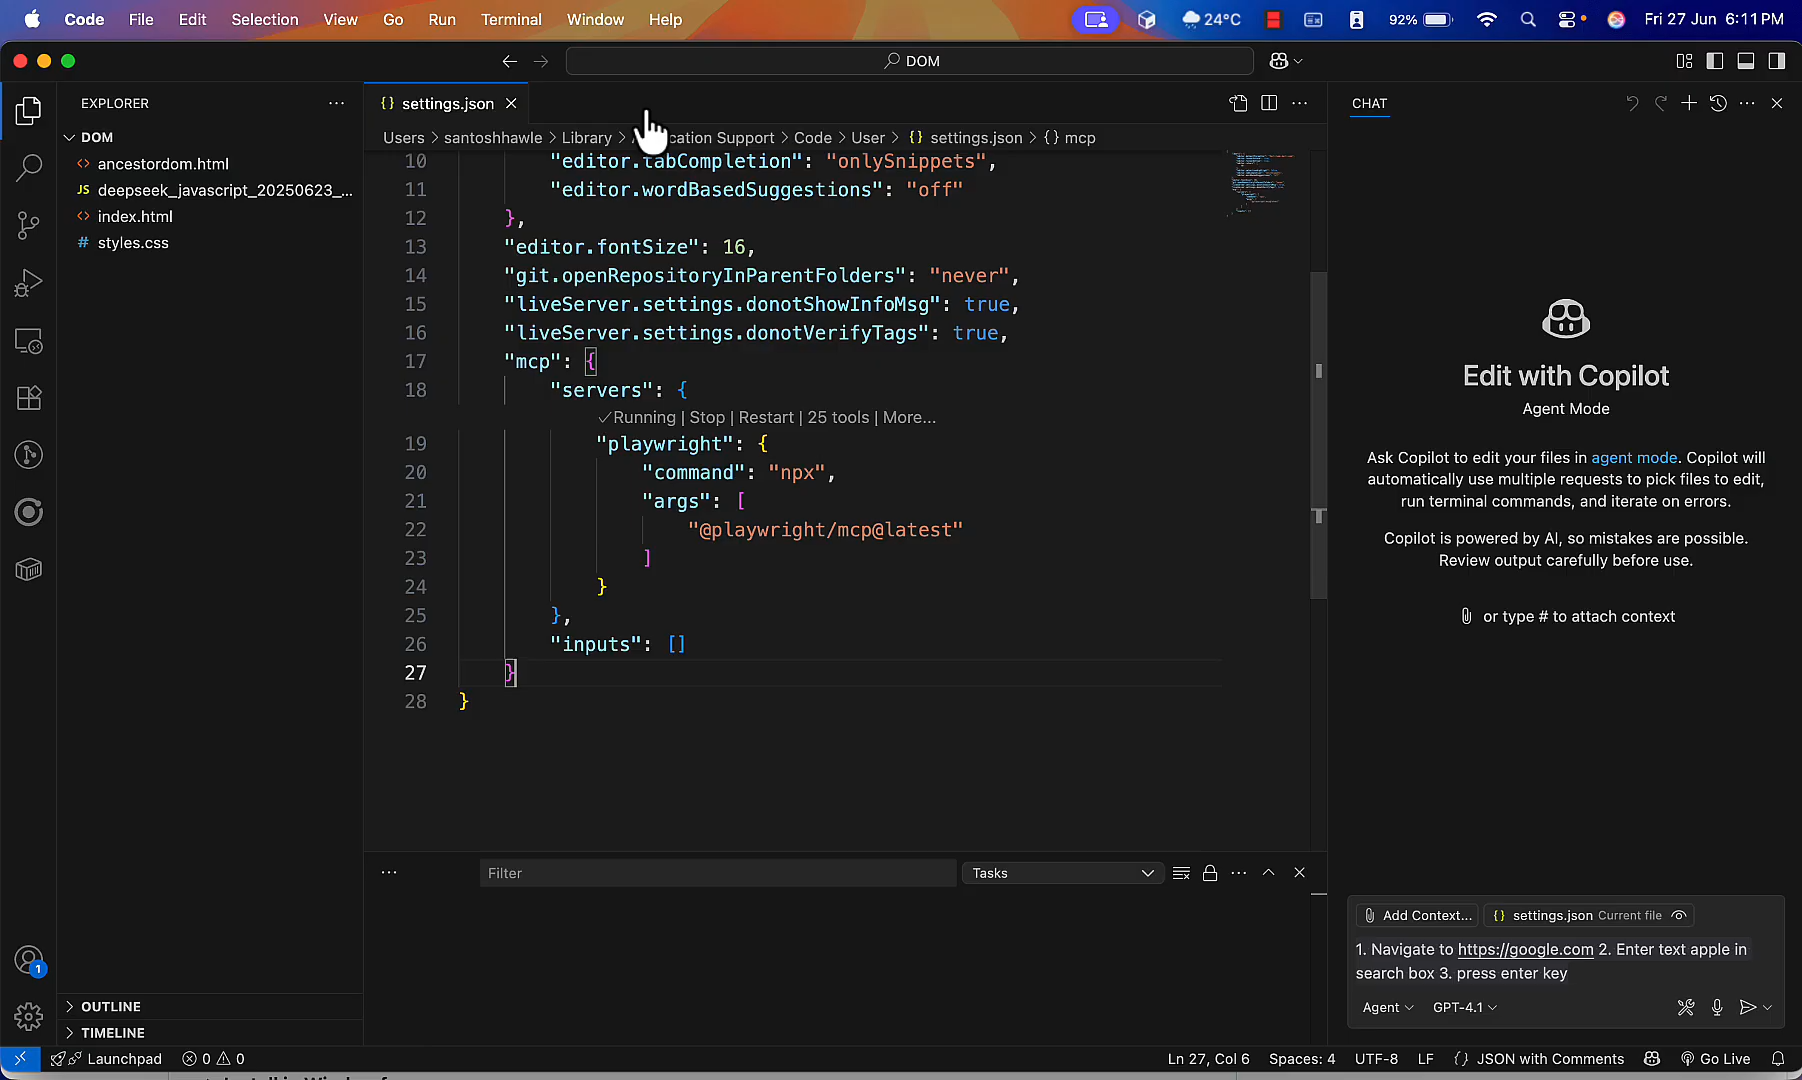 Code File Edit Selection View Go Run Terminal Window Help 24°C 92% Fri 27 Jun 6:11PM
DOM
EXPLORER
DOM
ancestordom.html
JS deepseek_javascript_20250623_...
index.html
# styles.css
OUTLINE
TIMELINE
{} settings.json
Users > santoshhawle > Library > cation Support > Code > User > {} settings.json > {} mcp
10 "editor.tabCompletion": "onlySnippets",
11 "editor.wordBasedSuggestions": "off"
12 },
13 "editor.fontSize": 16,
14 "git.openRepositoryInParentFolders": "never",
15 "liveServer.settings.donotShowInfoMsg": true,
16 "liveServer.settings.donotVerifyTags": true,
17 "mcp": {
18 "servers": {
✓Running | Stop | Restart | 25 tools | More...
19 "playwright": {
20 "command": "npx",
21 "args": [
22 "@playwright/mcp@latest"
23 ]
24 }
25 },
26 "inputs": []
27 }
28 }
Filter Tasks
CHAT
Edit with Copilot
Agent Mode
Ask Copilot to edit your files in agent mode. Copilot will
automatically use multiple requests to pick files to edit,
run terminal commands, and iterate on errors.
Copilot is powered by AI, so mistakes are possible.
Review output carefully before use.
or type # to attach context
Add Context... {} settings.json Current file
1. Navigate to https://google.com 2. Enter text apple in
search box 3. press enter key
Agent GPT-4.1
1
Launchpad 0 0 Ln 27, Col 6 Spaces: 4 UTF-8 LF {} JSON with Comments Go Live